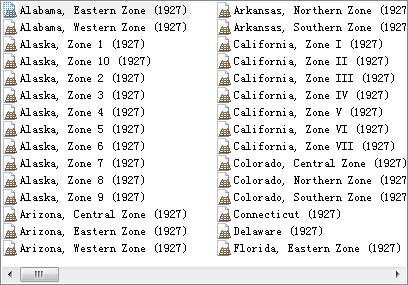 Alabama, Eastern Zone (1927)
Alabama, Western Zone (1927)
Alaska, Zone 1 (1927)
Alaska, Zone 10 (1927)
Alaska, Zone 2 (1927)
Alaska, Zone 3 (1927)
Alaska, Zone 4 (1927)
Alaska, Zone 5 (1927)
Alaska, Zone 6 (1927)
Alaska, Zone 7 (1927)
Alaska, Zone 8 (1927)
Alaska, Zone 9 (1927)
Arizona, Central Zone (1927)
Arizona, Eastern Zone (1927)
Arizona, Western Zone (1927)
Arkansas, Northern Zone (1927)
Arkansas, Southern Zone (1927)
California, Zone I (1927)
California, Zone II (1927)
California, Zone III (1927)
California, Zone IV (1927)
California, Zone V (1927)
California, Zone VI (1927)
California, Zone VII (1927)
Colorado, Central Zone (1927)
Colorado, Northern Zone (1927)
Colorado, Southern Zone (1927)
Connecticut (1927)
Delaware (1927)
Florida, Eastern Zone (1927)